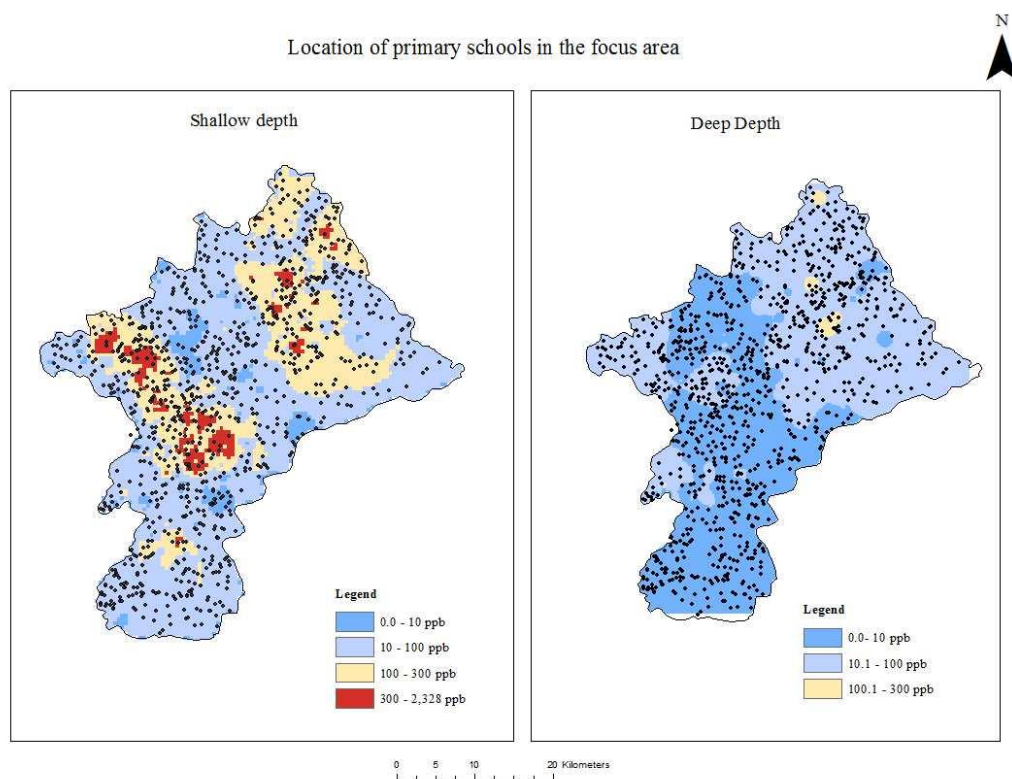 N
Location of primary schools in the focus area
Shallow depth
Legend
0.0 - 10 ppb
10 - 100 ppb
100 - 300 ppb
300 - 2,328 ppb
Deep Depth
Legend
0.0- 10 ppb
10.1 - 100 ppb
100.1 - 300 ppb
0 5 10 20 Kilometers